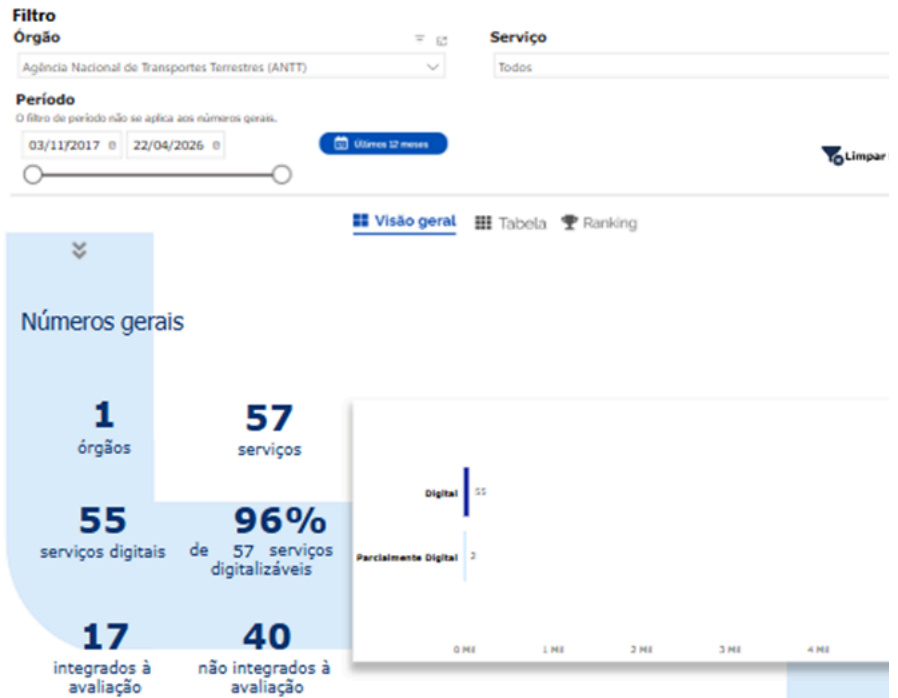 Filtro
Órgão
Serviço
Agência Nacional de Transportes Terrestres (ANTT)
Todos
Período
O filtro de período não se aplica aos números gerais.
03/11/2017
22/04/2026
Últimos 12 meses
Limpar
Visão geral
Tabela
Ranking
Números gerais
1
órgãos
57
serviços
55
serviços digitais
96%
de 57 serviços
digitalizáveis
17
integrados à
avaliação
40
não integrados à
avaliação
Digital
55
Parcialmente Digital
2
0 Mil
1 Mil
2 Mil
3 Mil
4 Mil